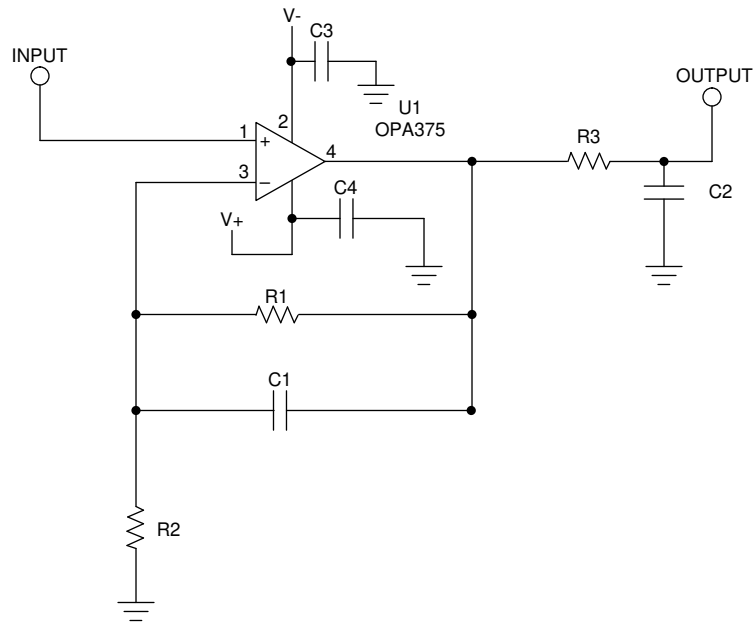 V-
C3
INPUT
OUTPUT
U1
OPA375
2
1
+
4
3
–
R3
C4
C2
V+
R1
C1
R2